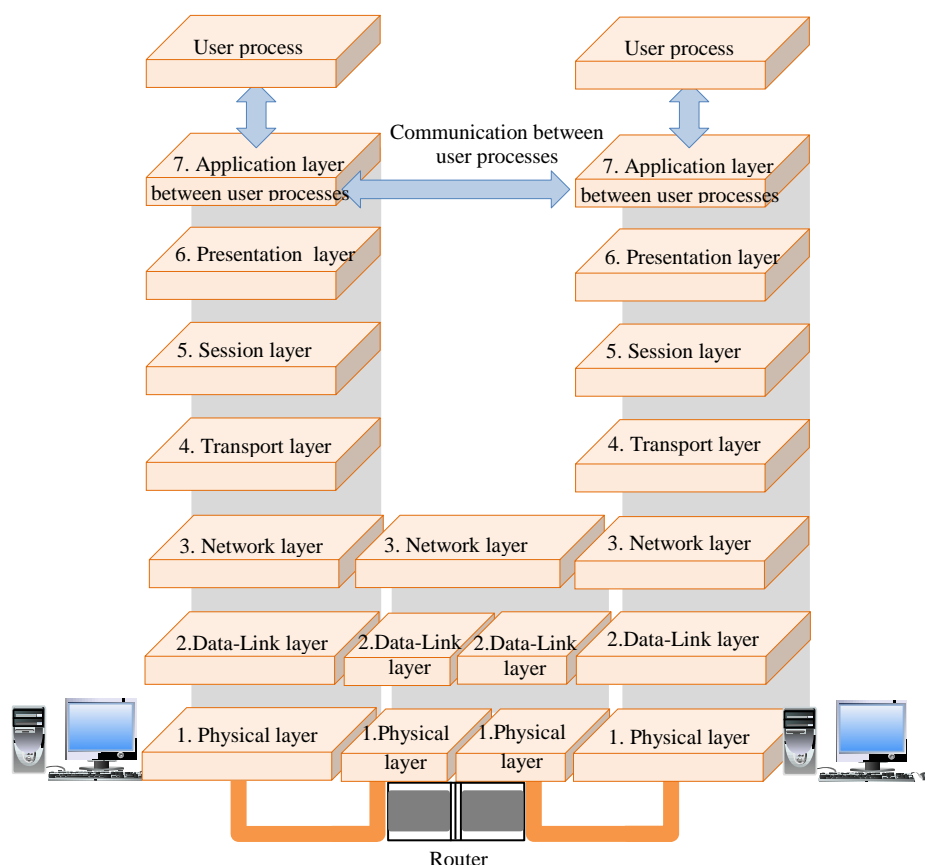 User process
User process
Communication between
user processes
7. Application layer
between user processes
7. Application layer
between user processes
6. Presentation  layer
6. Presentation layer
5. Session layer
5. Session layer
4. Transport layer
4. Transport layer
3. Network layer
3. Network layer
3. Network layer
2.Data-Link layer
2.Data-Link
layer
2.Data-Link
layer
2.Data-Link layer
1. Physical layer
1.Physical
layer
1.Physical
layer
1. Physical layer
Router